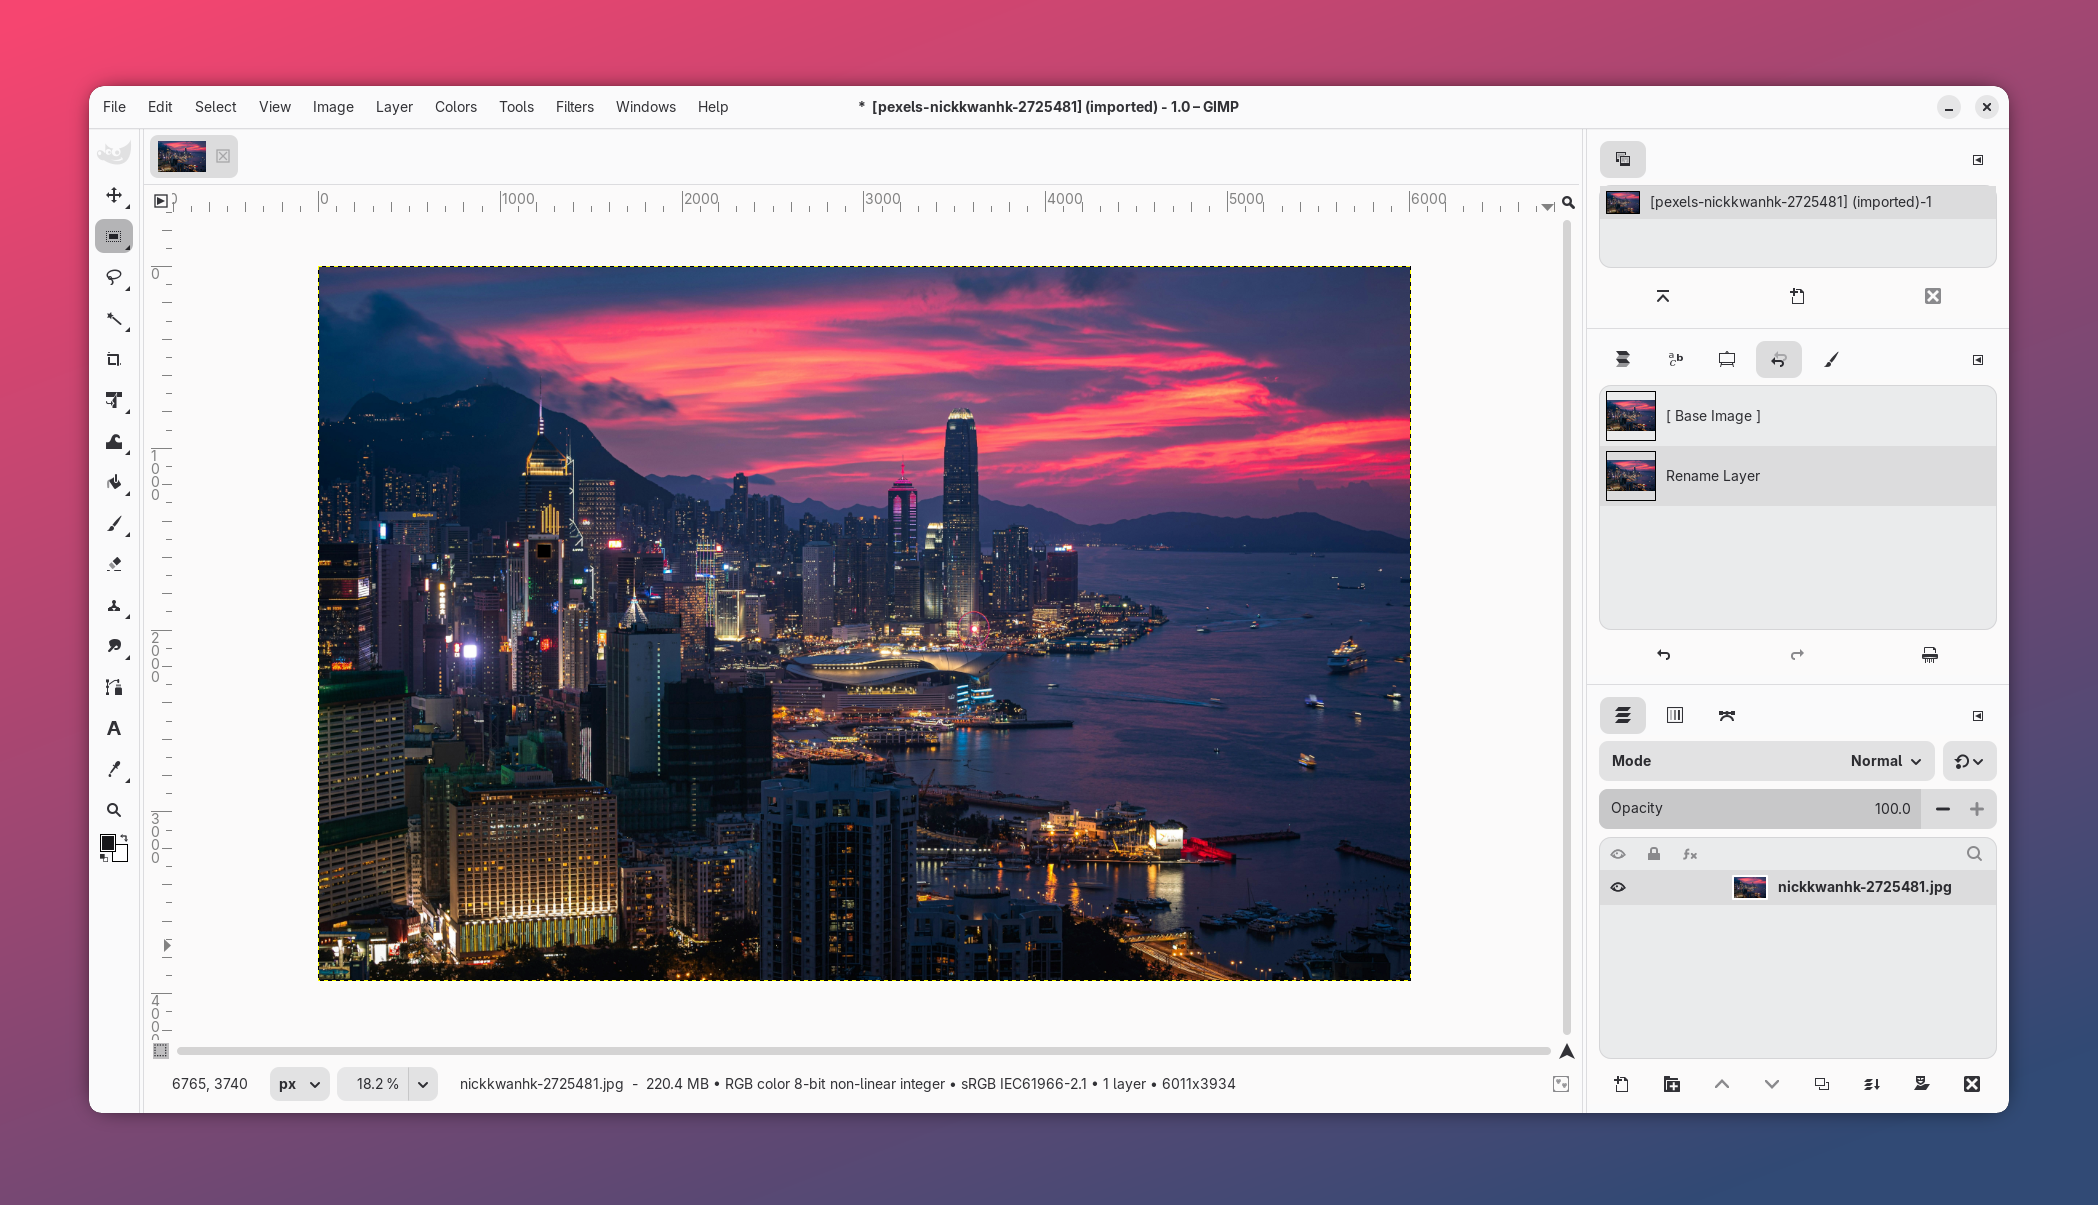 File Edit Select View Image Layer Colors Tools Filters Windows Help
* [pexels-nickkwanhk-2725481] (imported) - 1.0 – GIMP
0 1000 2000 3000 4000 5000 6000
0
1000
2000
3000
4000
[pexels-nickkwanhk-2725481] (imported)-1
[ Base Image ]
Rename Layer
Mode Normal
Opacity 100.0
fx
nickkwanhk-2725481.jpg
6765, 3740 px 18.2 % nickkwanhk-2725481.jpg - 220.4 MB • RGB color 8-bit non-linear integer • sRGB IEC61966-2.1 • 1 layer • 6011x3934